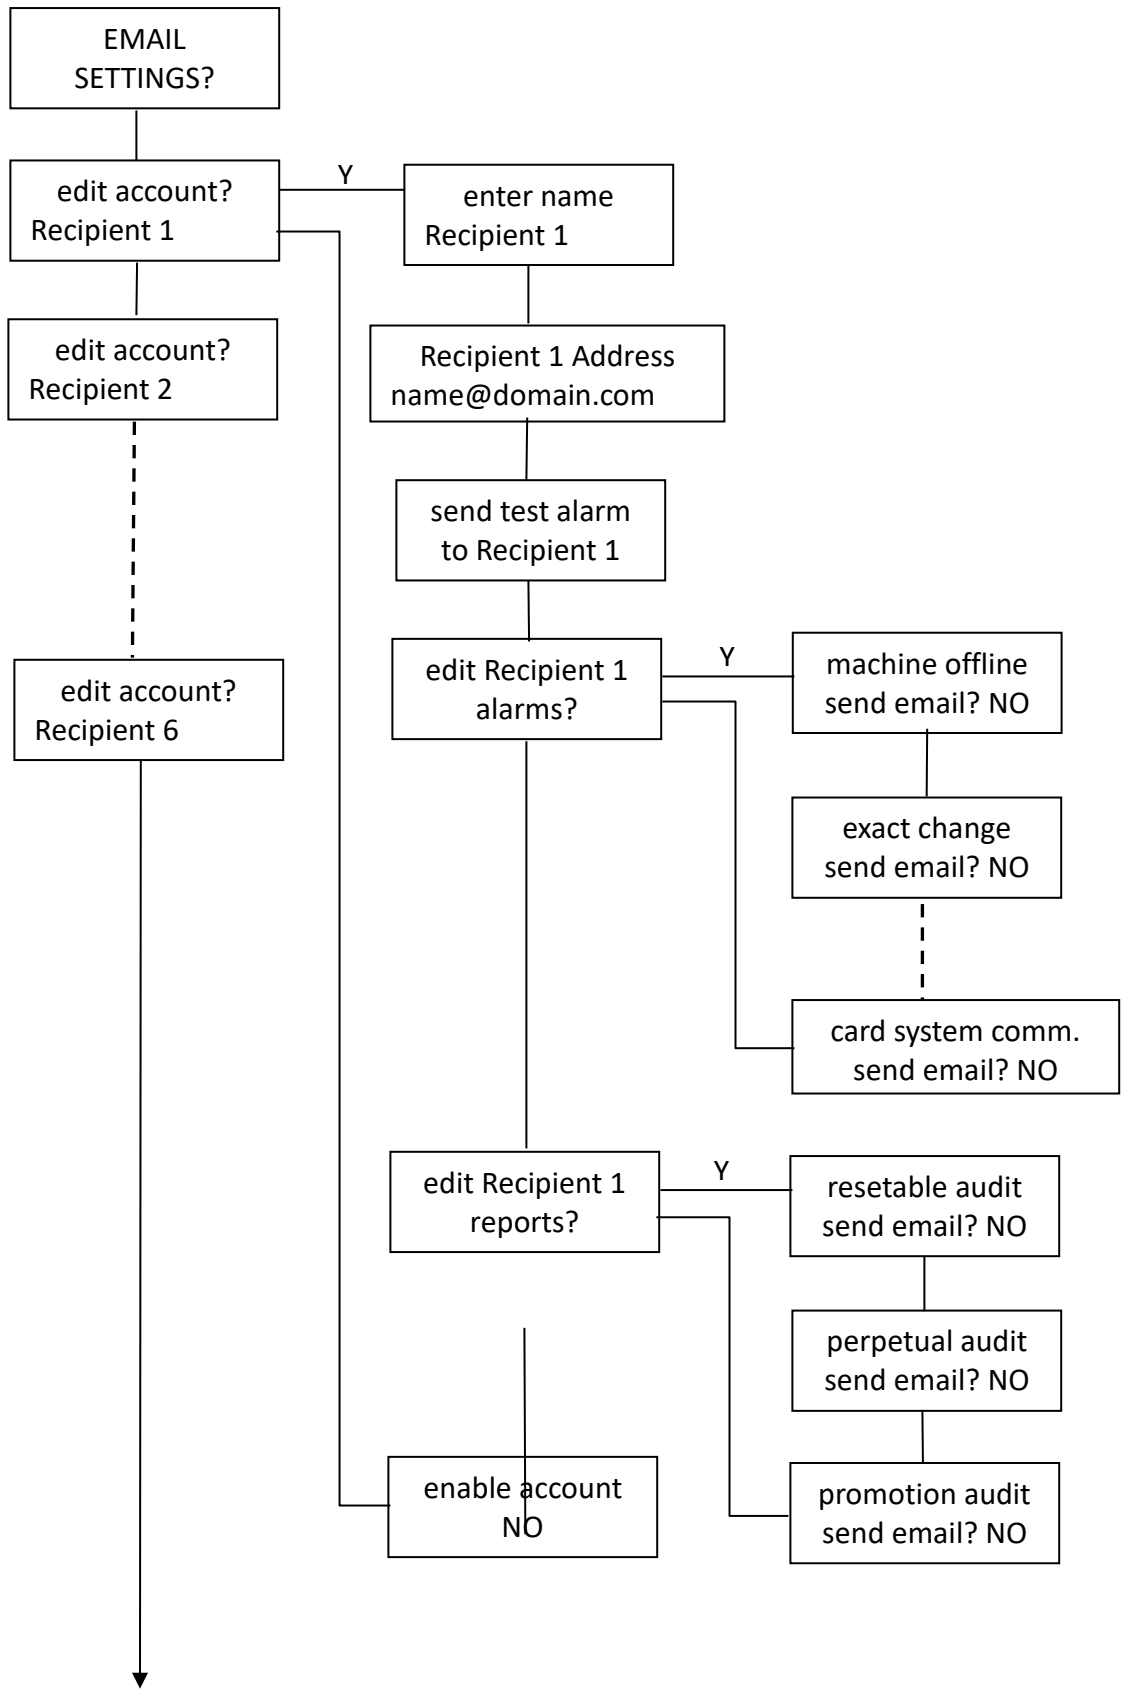 EMAIL
SETTINGS?
edit account?
Recipient 1
Y
enter name
Recipient 1
edit account?
Recipient 2
Recipient 1 Address
name@domain.com
send test alarm
to Recipient 1
edit account?
Recipient 6
edit Recipient 1
alarms?
Y
machine offline
send email? NO
exact change
send email? NO
card system comm.
send email? NO
edit Recipient 1
reports?
Y
resetable audit
send email? NO
perpetual audit
send email? NO
enable account
NO
promotion audit
send email? NO